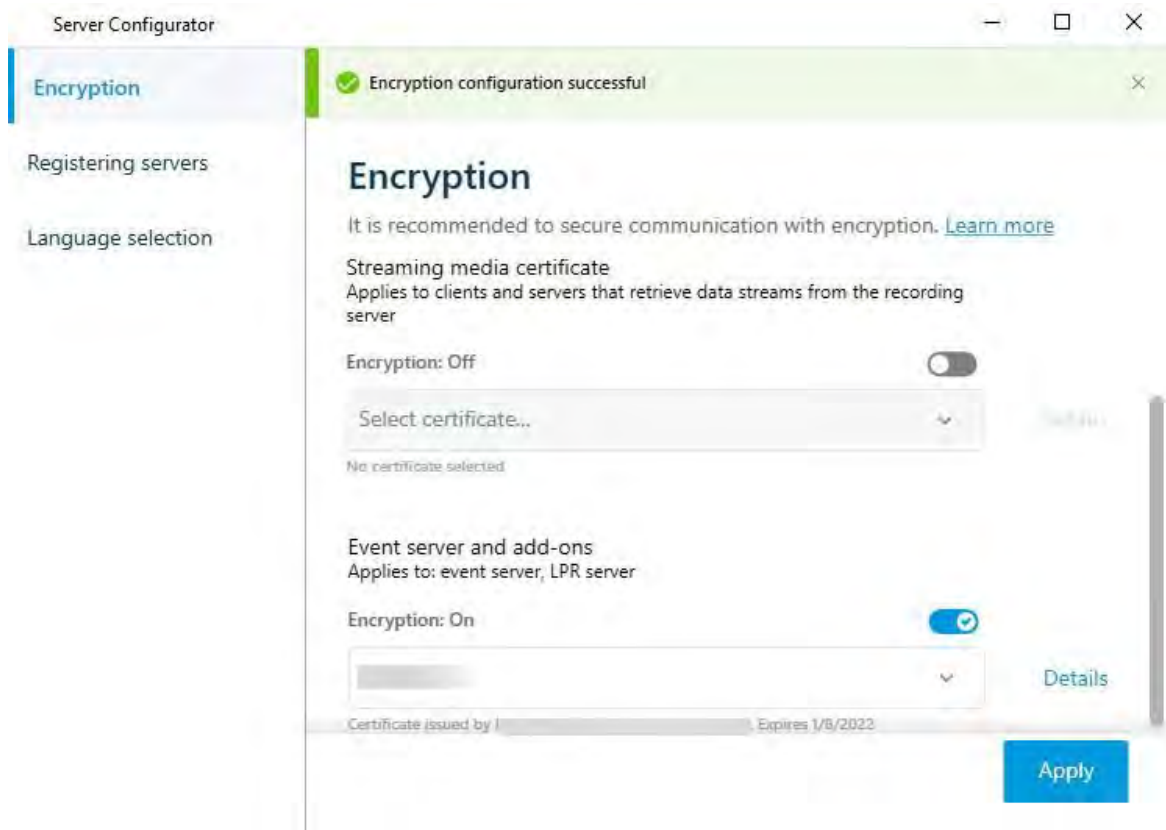 Server Configurator
Encryption
Registering servers
Language selection
Encryption configuration successful
Encryption
It is recommended to secure communication with encryption. Learn more
Streaming media certificate
Applies to clients and servers that retrieve data streams from the recording
server
Encryption: Off
Select certificate...
No certificate selected
Event server and add-ons
Applies to: event server, LPR server
Encryption: On
Details
Certificate issued by
Expires 1/8/2022
Apply